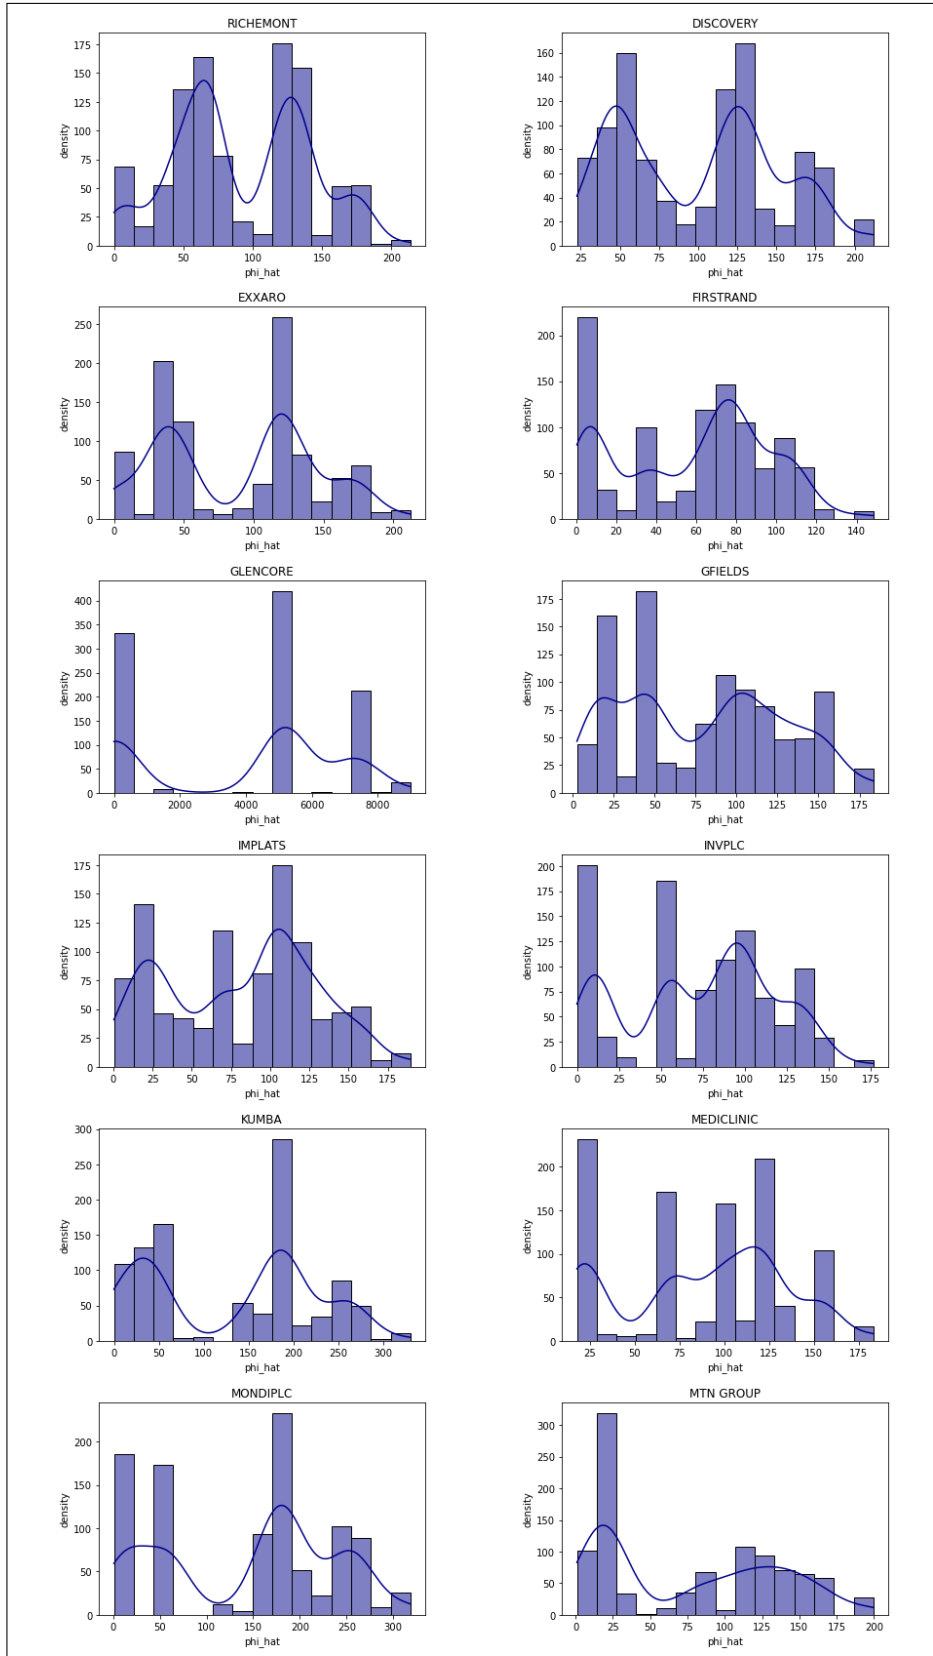 RICHEMONT
175
150
125
100
75
50
25
0
density
0 50 100 150 200
phi_hat
DISCOVERY
160
140
120
100
80
60
40
20
0
density
25 50 75 100 125 150 175 200
phi_hat
EXXARO
250
200
150
100
50
0
density
0 50 100 150 200
phi_hat
FIRSTRAND
200
150
100
50
0
density
0 20 40 60 80 100 120 140
phi_hat
GLENCORE
400
350
300
250
200
150
100
50
0
density
0 2000 4000 6000 8000
phi_hat
GFIELDS
175
150
125
100
75
50
25
0
density
0 25 50 75 100 125 150 175
phi_hat
IMPLATS
175
150
125
100
75
50
25
0
density
0 25 50 75 100 125 150 175
phi_hat
INVPLC
200
175
150
125
100
75
50
25
0
density
0 25 50 75 100 125 150 175
phi_hat
KUMBA
300
250
200
150
100
50
0
density
0 50 100 150 200 250 300
phi_hat
MEDICLINIC
200
150
100
50
0
density
25 50 75 100 125 150 175
phi_hat
MONDIPLC
200
150
100
50
0
density
0 50 100 150 200 250 300
phi_hat
MTN GROUP
300
250
200
150
100
50
0
density
0 25 50 75 100 125 150 175 200
phi_hat